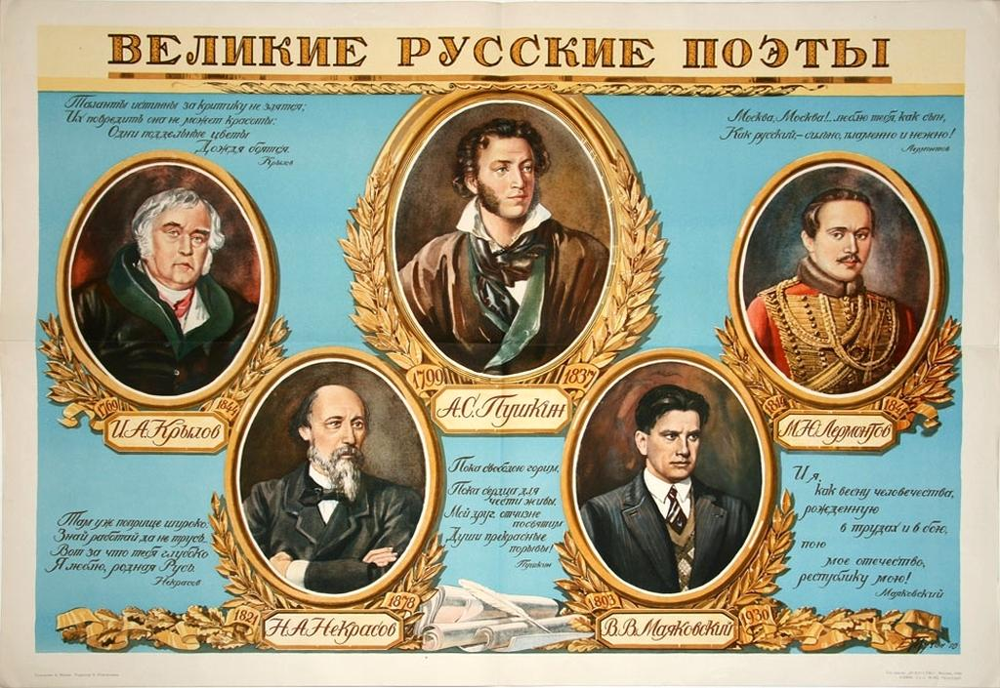 ВЕЛИКИЕ РУССКИЕ ПОЭТЫ
Таланты истинны за критику не злятся;
Их повредить она не может красоты:
Одни поддельные цветы
Дождя боятся.
Крылов
Москва, Москва!.. люблю тебя, как сын,
Как русский,— сильно, пламенно и нежно!
Лермонтов
1769 1844
И.А.Крылов
1799 1837
А.С.Пушкин
1814 1841
М.Ю.Лермонтов
Там уж поприще широко:
Знай работай да не трусь.
Вот за что тебя глубоко
Я люблю, родная Русь.
Некрасов
Пока свободою горим,
Пока сердца для
чести живы,
Мой друг, отчизне
посвятим
Души прекрасные
порывы!
Пушкин
И я,
как весну человечества,
рожденную
в трудах и в бою,
пою
мое отечество,
республику мою!
Маяковский
1821 1878
Н.А.Некрасов
1893 1930
В.В.Маяковский